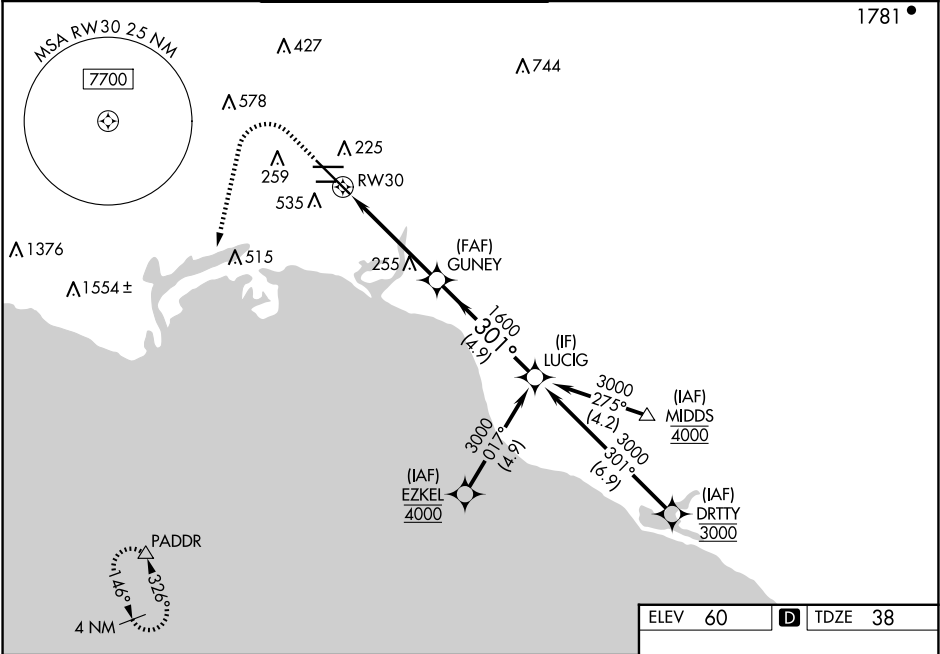 1781
MSA RW30 25 NM
7700
427
744
578
225
259
RW30
535
1376
515
1554 ±
255
(FAF)
GUNEY
1600
301°
(4.9)
(IF)
LUCIG
3000
275°
(4.2)
(IAF)
MIDDS
4000
3000
017°
(4.9)
3000
301°
(6.9)
(IAF)
EZKEL
4000
(IAF)
DRTTY
3000
PADDR
146°
326°
4 NM
ELEV 60 D TDZE 38